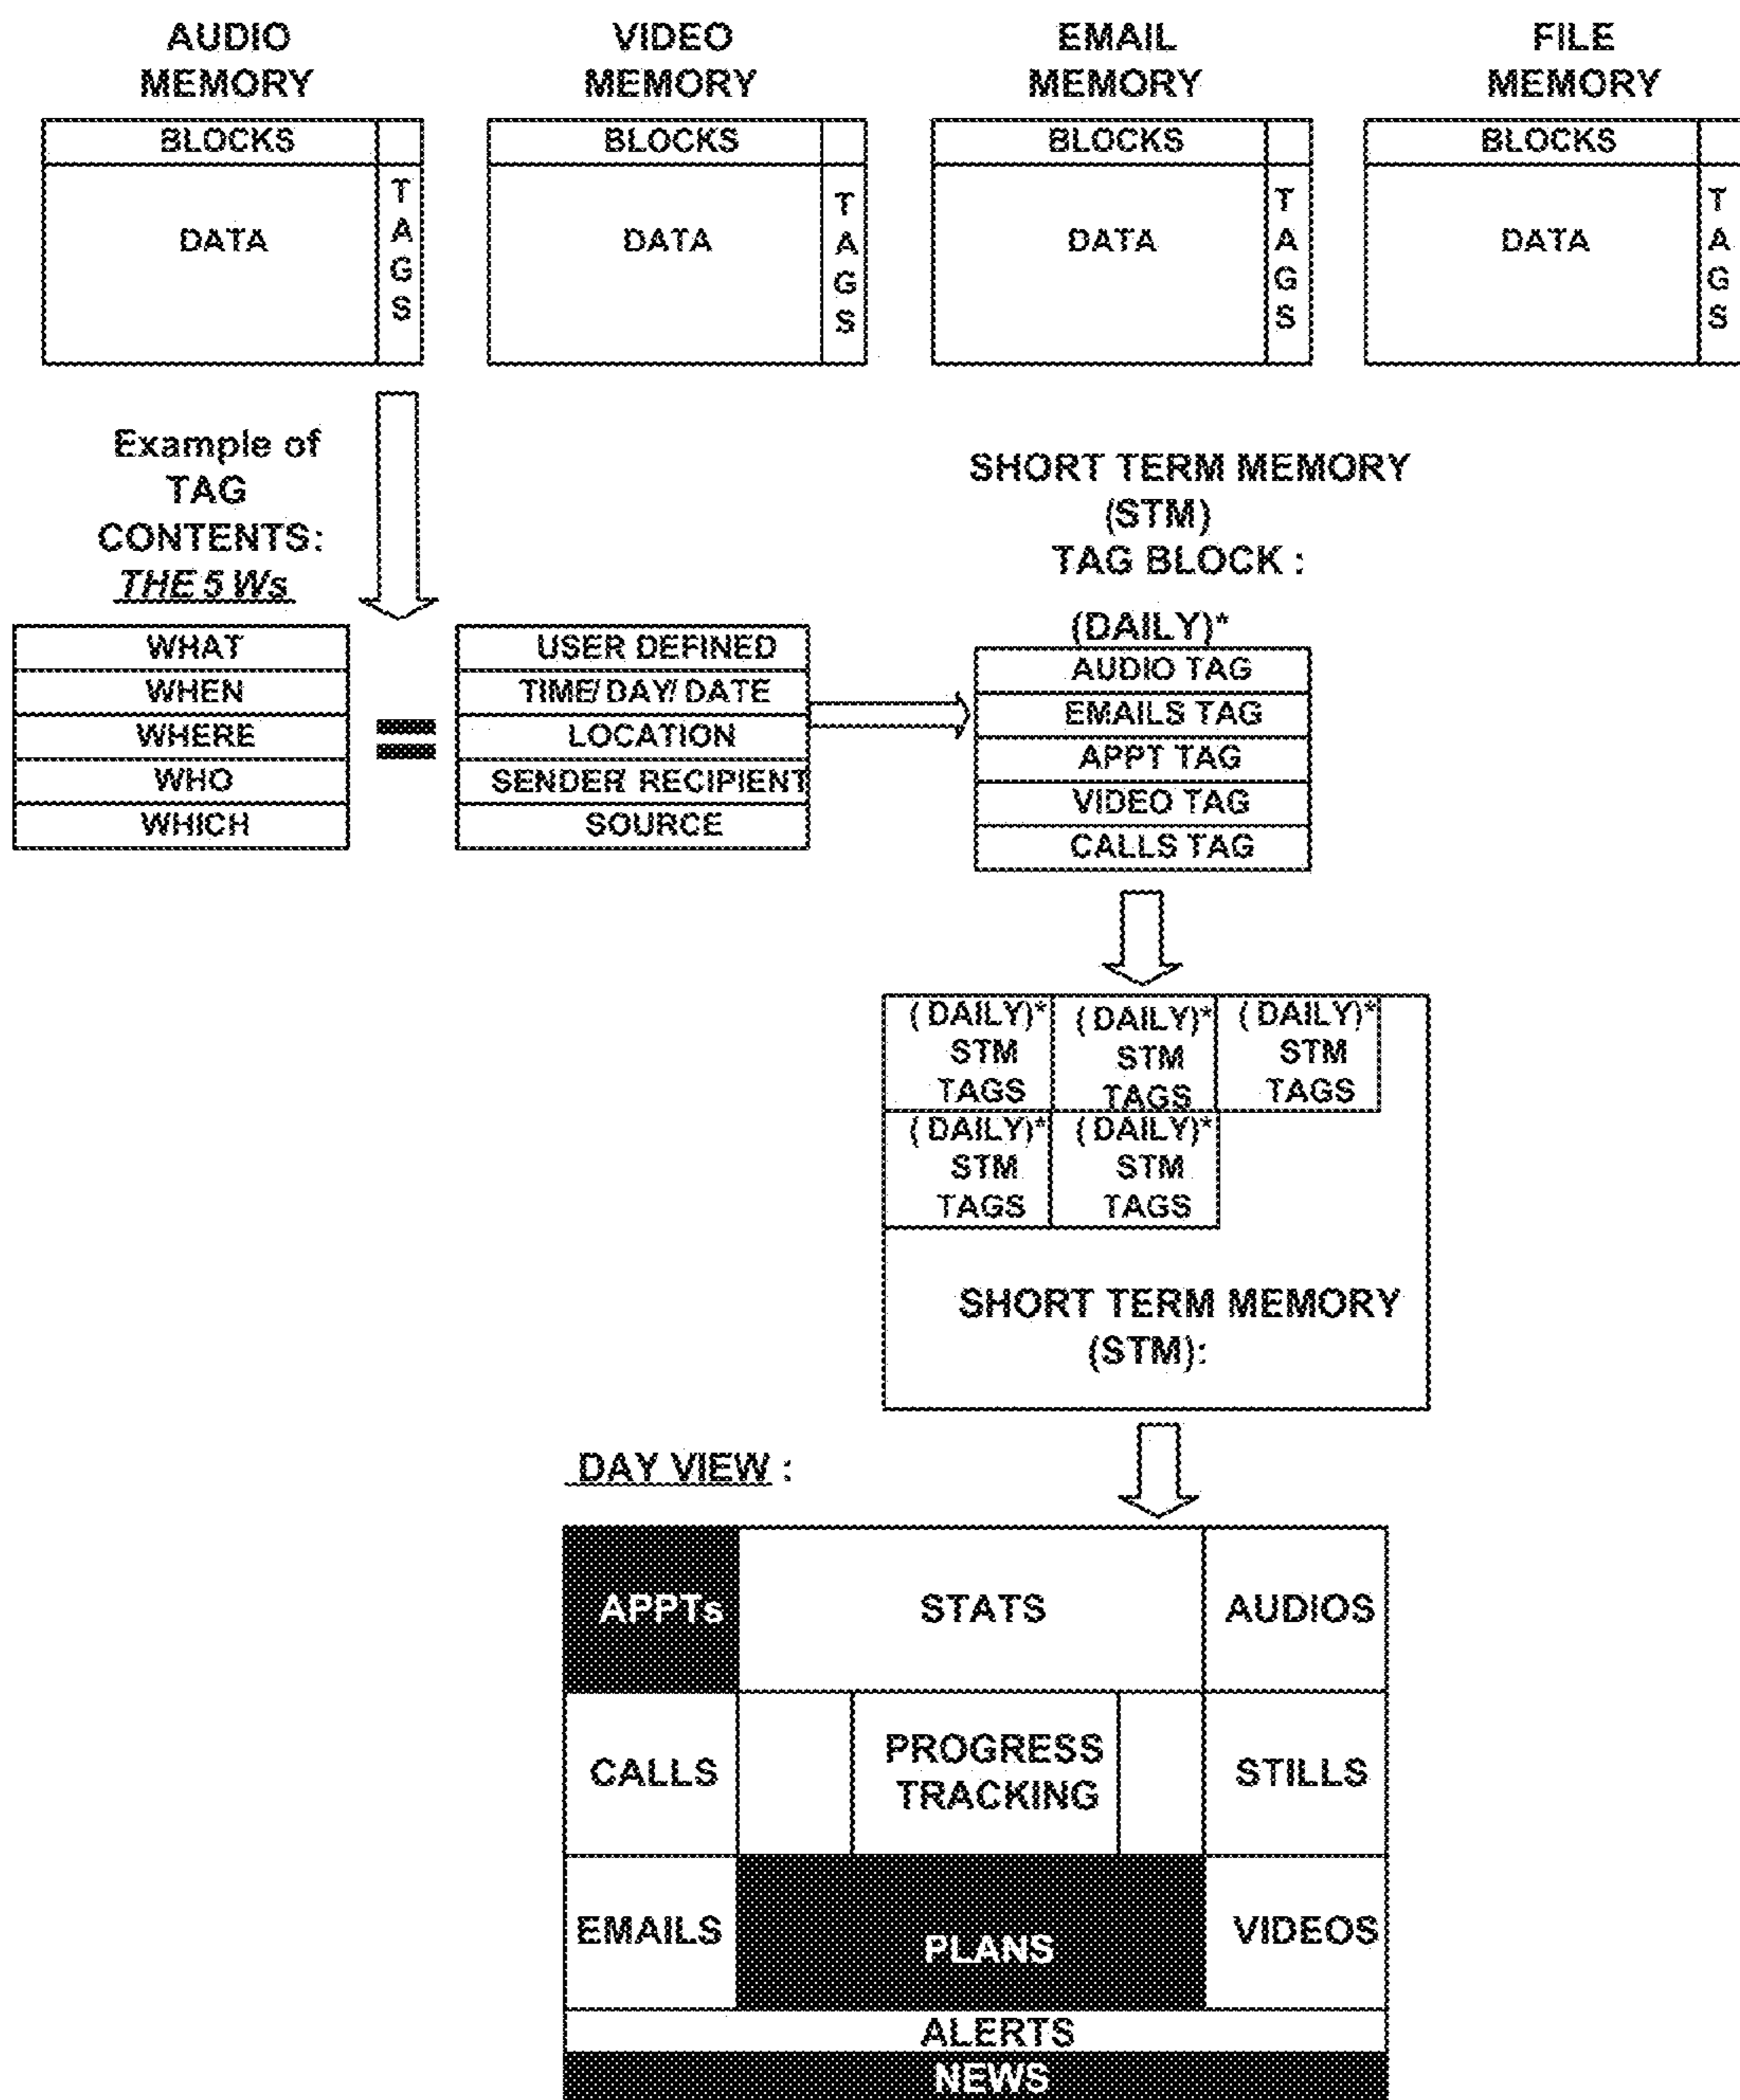 AUDIO
MEMORY
VIDEO
MEMORY
EMAIL
MEMORY
FILE
MEMORY
BLOCKS
DATA
TAGS
BLOCKS
DATA
TAGS
BLOCKS
DATA
TAGS
BLOCKS
DATA
TAGS
Example of
TAG
CONTENTS:
THE 5 Ws
WHAT
WHEN
WHERE
WHO
WHICH
=
USER DEFINED
TIME/ DAY/ DATE
LOCATION
SENDER/ RECIPIENT
SOURCE
SHORT TERM MEMORY
(STM)
TAG BLOCK :
(DAILY)*
AUDIO TAG
EMAILS TAG
APPT TAG
VIDEO TAG
CALLS TAG
( DAILY)*
STM
TAGS
( DAILY)*
STM
TAGS
( DAILY)*
STM
TAGS
( DAILY)*
STM
TAGS
( DAILY)*
STM
TAGS
SHORT TERM MEMORY
(STM):
DAY VIEW :
APPTs
STATS
AUDIOS
CALLS
PROGRESS
TRACKING
STILLS
EMAILS
PLANS
VIDEOS
ALERTS
NEWS